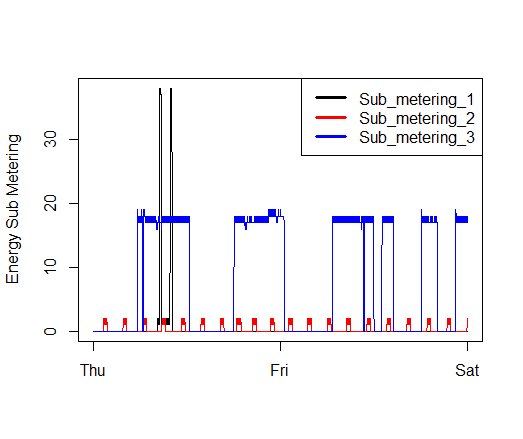 Sub_metering_1
Sub_metering_2
Sub_metering_3
Energy Sub Metering
30
20
10
0
Thu Fri Sat